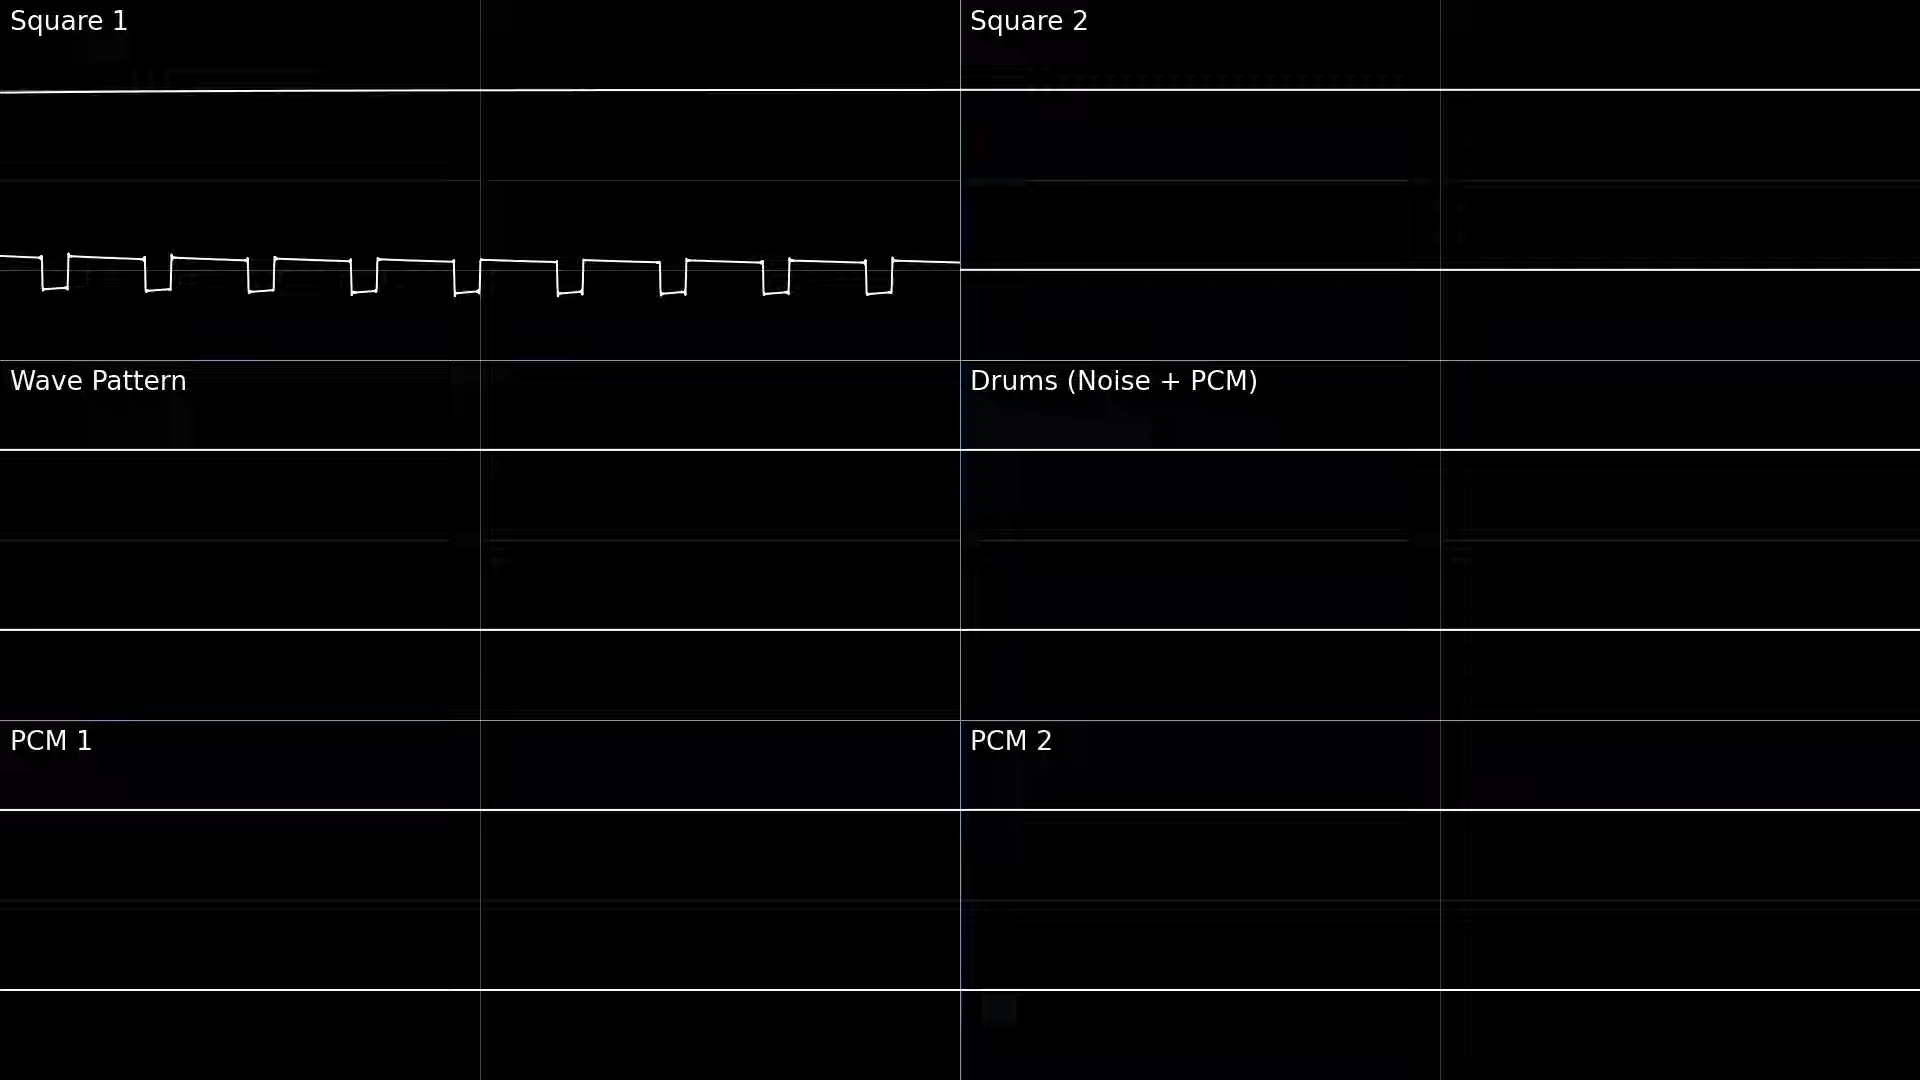 Square 1
Square 2
Wave Pattern
Drums (Noise + PCM)
PCM 1
PCM 2